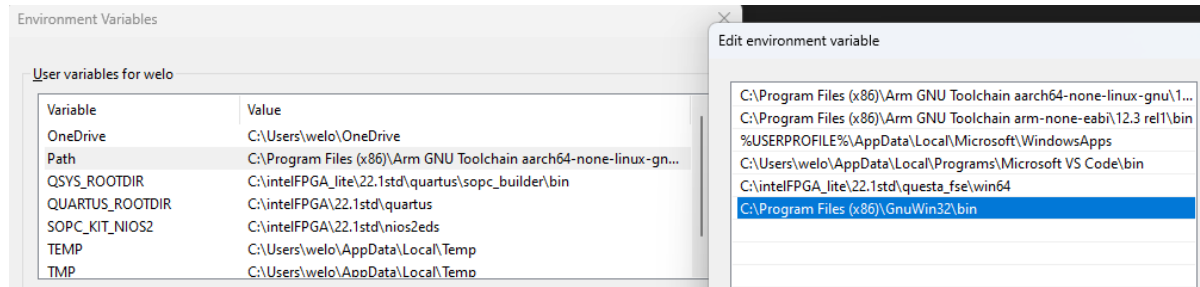 Environment Variables
User variables for welo
Variable Value
OneDrive C:\Users\welo\OneDrive
Path C:\Program Files (x86)\Arm GNU Toolchain aarch64-none-linux-gn...
QSYS_ROOTDIR C:\intelFPGA_lite\22.1std\quartus\sopc_builder\bin
QUARTUS_ROOTDIR C:\intelFPGA\22.1std\quartus
SOPC_KIT_NIOS2 C:\intelFPGA\22.1std\nios2eds
TEMP C:\Users\welo\AppData\Local\Temp
TMP C:\Users\welo\AppData\Local\Temp
Edit environment variable
C:\Program Files (x86)\Arm GNU Toolchain aarch64-none-linux-gnu\1...
C:\Program Files (x86)\Arm GNU Toolchain arm-none-eabi\12.3 rel1\bin
%USERPROFILE%\AppData\Local\Microsoft\WindowsApps
C:\Users\welo\AppData\Local\Programs\Microsoft VS Code\bin
C:\intelFPGA_lite\22.1std\questa_fse\win64
C:\Program Files (x86)\GnuWin32\bin